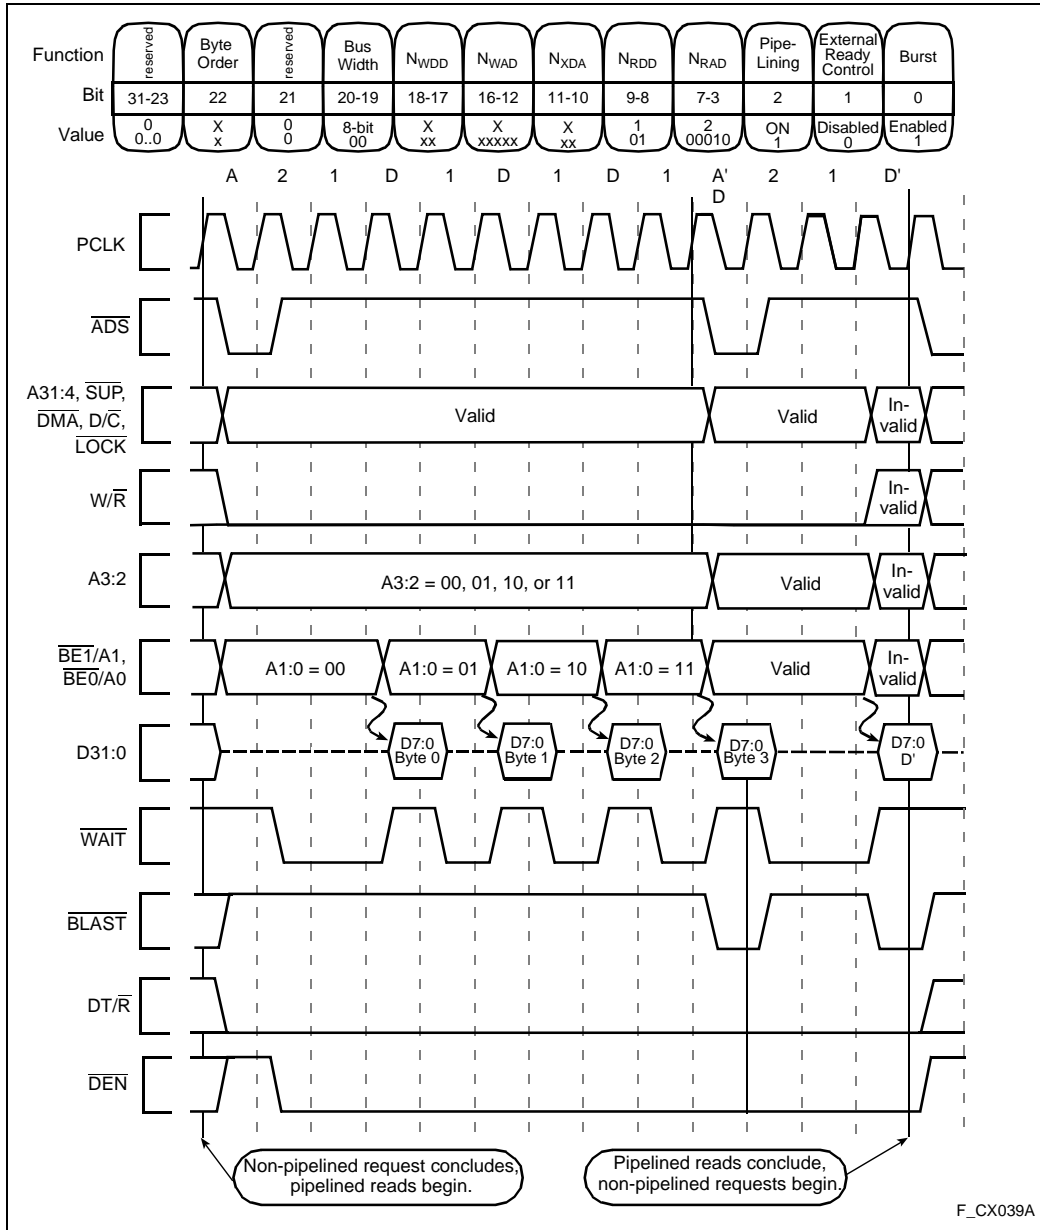 Function reserved Byte Order reserved Bus Width NWDD NWAD NXDA NRDD NRAD Pipe-Lining External Ready Control Burst
Bit 31-23 22 21 20-19 18-17 16-12 11-10 9-8 7-3 2 1 0
Value 0 X 0 8-bit X X X 1 2 ON Disabled Enabled
0..0 x 0 00 xx xxxxx xx 01 00010 1 0 1
A 2 1 D 1 D 1 D 1 A' 2 1 D'
D
PCLK
ADS
A31:4, SUP,
DMA, D/C,
LOCK
Valid Valid In-valid
W/R
In-valid
A3:2
A3:2 = 00, 01, 10, or 11 Valid In-valid
BE1/A1,
BE0/A0
A1:0 = 00 A1:0 = 01 A1:0 = 10 A1:0 = 11 Valid In-valid
D31:0
D7:0 D7:0 D7:0 D7:0 D7:0
Byte 0 Byte 1 Byte 2 Byte 3 D'
WAIT
BLAST
DT/R
DEN
Non-pipelined request concludes,
pipelined reads begin.
Pipelined reads conclude,
non-pipelined requests begin.
F_CX039A